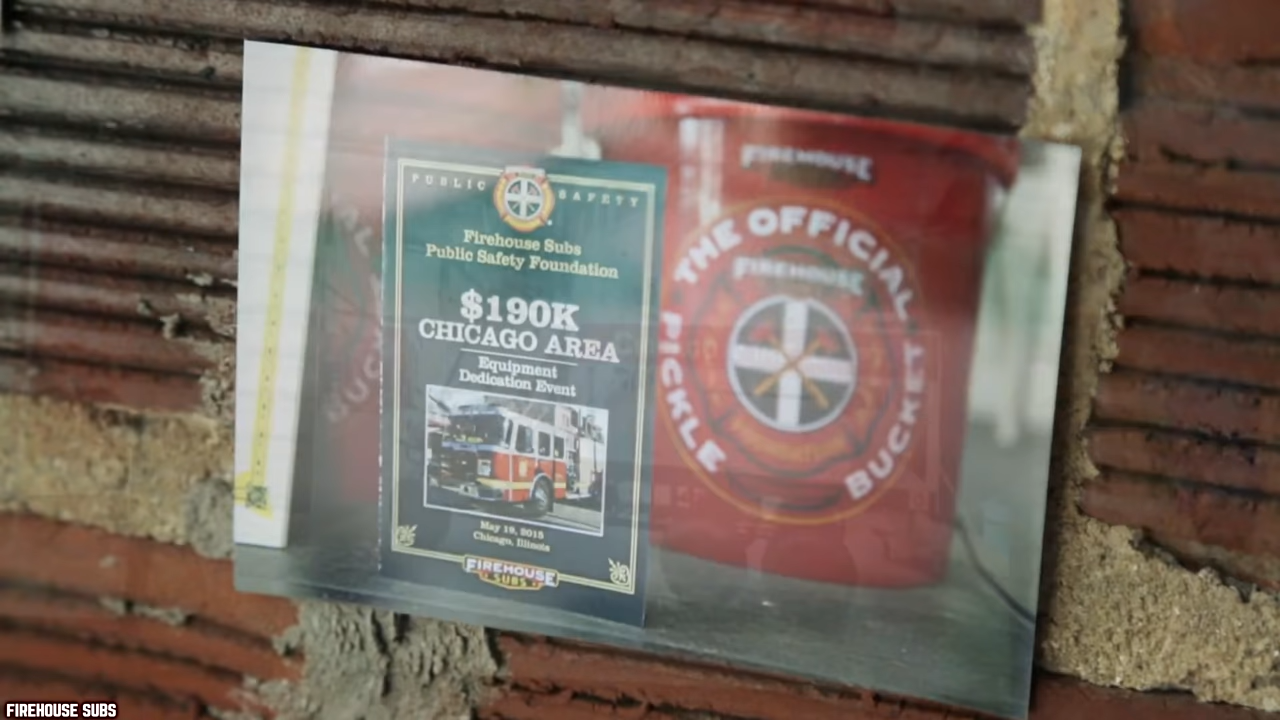 PUBLIC SAFETY
Firehouse Subs
Public Safety Foundation
$190K
CHICAGO AREA
Equipment
Dedication Event
May 19, 2015
Chicago, Illinois
FIREHOUSE
SUBS
FIREHOUSE
THE OFFICIAL
FIREHOUSE
PICKLE BUCKET
FIREHOUSE SUBS